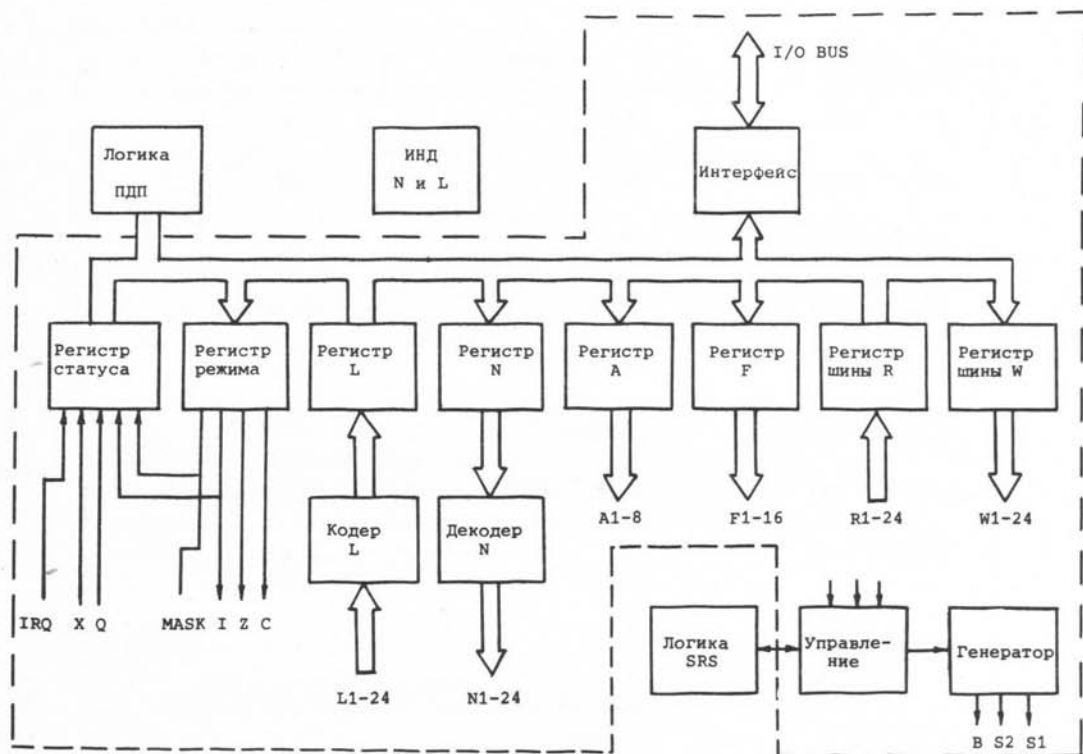 I/O BUS
Логика
ПДП
ИНД
N и L
Интерфейс
Регистр
статуса
Регистр
режима
Регистр
L
Регистр
N
Регистр
A
Регистр
F
Регистр
шины R
Регистр
шины W
A1-8
F1-16
R1-24
W1-24
Кодер
L
Декодер
N
IRQ
X
Q
MASK
I
Z
C
Логика
SRS
Управле-
ние
Генератор
L1-24
N1-24
B
S2
S1